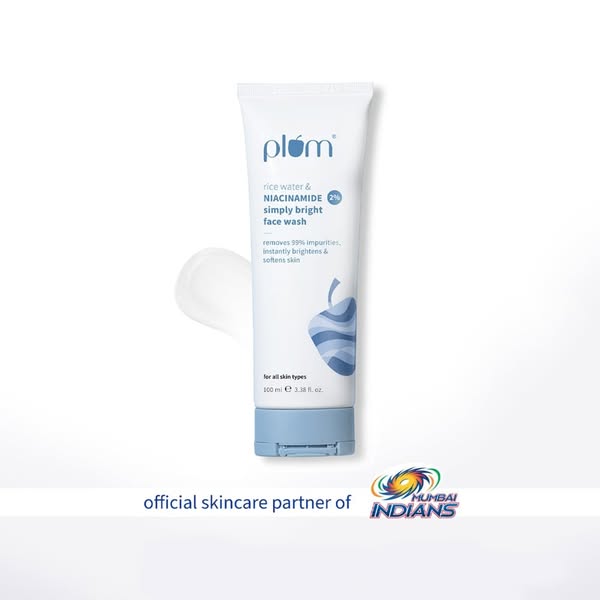 plum®
rice water &
NIACINAMIDE 2%
simply bright
face wash
removes 99% impurities,
instantly brightens &
softens skin
for all skin types
100 ml ℮ 3.38 fl. oz.
official skincare partner of
MUMBAI
INDIANS